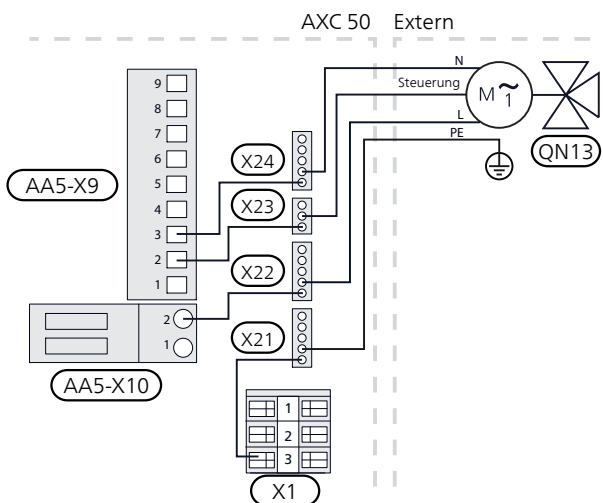 AXC 50 Extern
N
Steuerung
L
PE
M ~ 1
QN13
9
8
7
6
5
4
3
2
1
AA5-X9
X24
X23
X22
X21
2
1
AA5-X10
1
2
3
X1